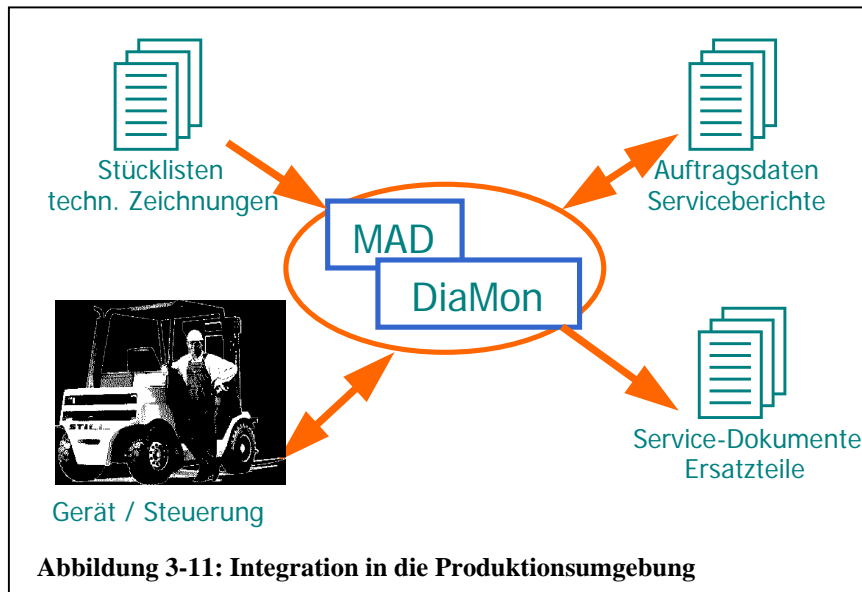 Stücklisten
techn. Zeichnungen
Auftragsdaten
Serviceberichte
MAD
DiaMon
STILL
Service-Dokumente
Ersatzteile
Gerät / Steuerung
Abbildung 3-11: Integration in die Produktionsumgebung